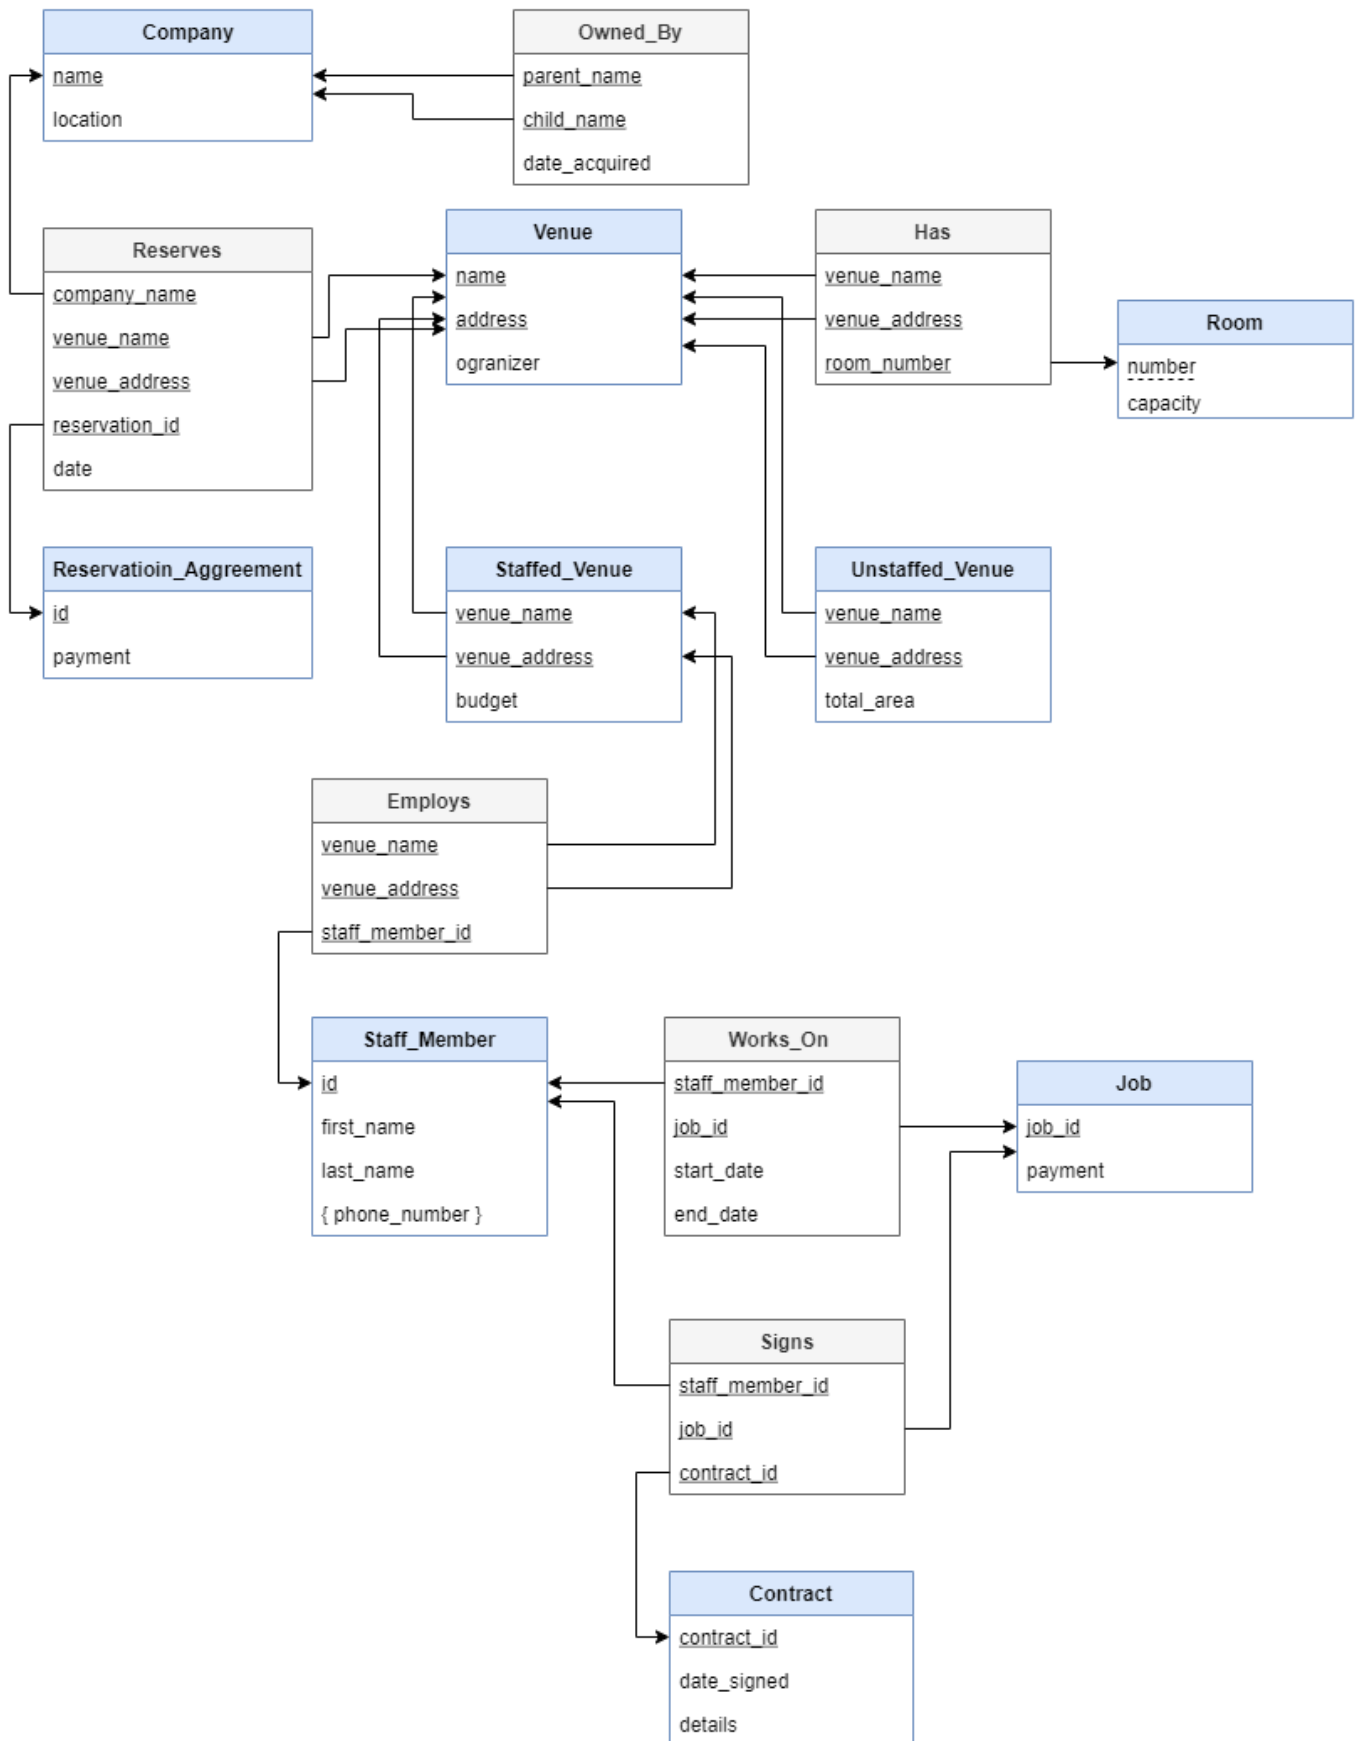 Company
name
location
Owned_By
parent_name
child_name
date_acquired
Reserves
company_name
venue_name
venue_address
reservation_id
date
Venue
name
address
ogranizer
Has
venue_name
venue_address
room_number
Room
number
capacity
Reservatioin_Aggreement
id
payment
Staffed_Venue
venue_name
venue_address
budget
Unstaffed_Venue
venue_name
venue_address
total_area
Employs
venue_name
venue_address
staff_member_id
Staff_Member
id
first_name
last_name
{ phone_number }
Works_On
staff_member_id
job_id
start_date
end_date
Job
job_id
payment
Signs
staff_member_id
job_id
contract_id
Contract
contract_id
date_signed
details